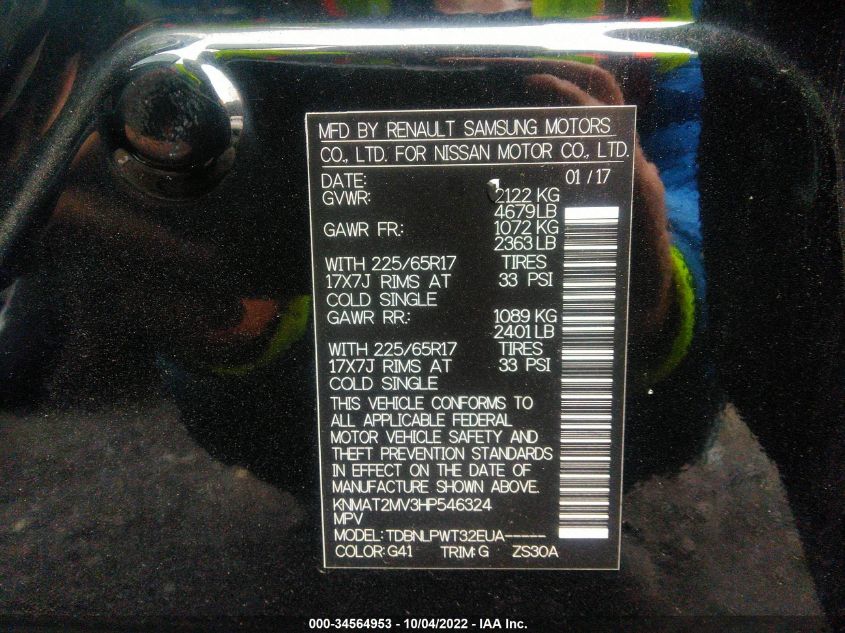 MFD BY RENAULT SAMSUNG MOTORS
CO., LTD. FOR NISSAN MOTOR CO., LTD.
DATE: 01 / 17
GVWR: 2122 KG
4679 LB
GAWR FR.: 1072 KG
2363 LB
WITH 225/65R17 TIRES
17X7J RIMS AT 33 PSI
COLD SINGLE
GAWR RR.: 1089 KG
2401 LB
WITH 225/65R17 TIRES
17X7J RIMS AT 33 PSI
COLD SINGLE
THIS VEHICLE CONFORMS TO
ALL APPLICABLE FEDERAL
MOTOR VEHICLE SAFETY AND
THEFT PREVENTION STANDARDS
IN EFFECT ON THE DATE OF
MANUFACTURE SHOWN ABOVE.
KNMAT2MV3HP546324
MPV
MODEL: TDBNLPWT32EUA-----
COLOR: G41 TRIM: G ZS30A
000-34564953 - 10/04/2022 - IAA Inc.